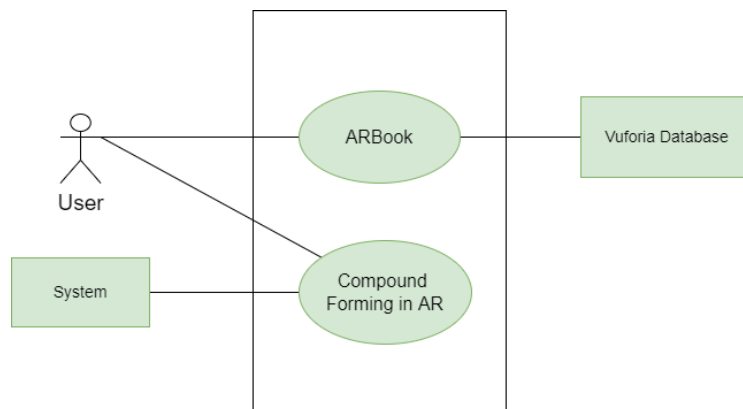 ARBook
Vuforia Database
User
System
Compound
Forming in AR